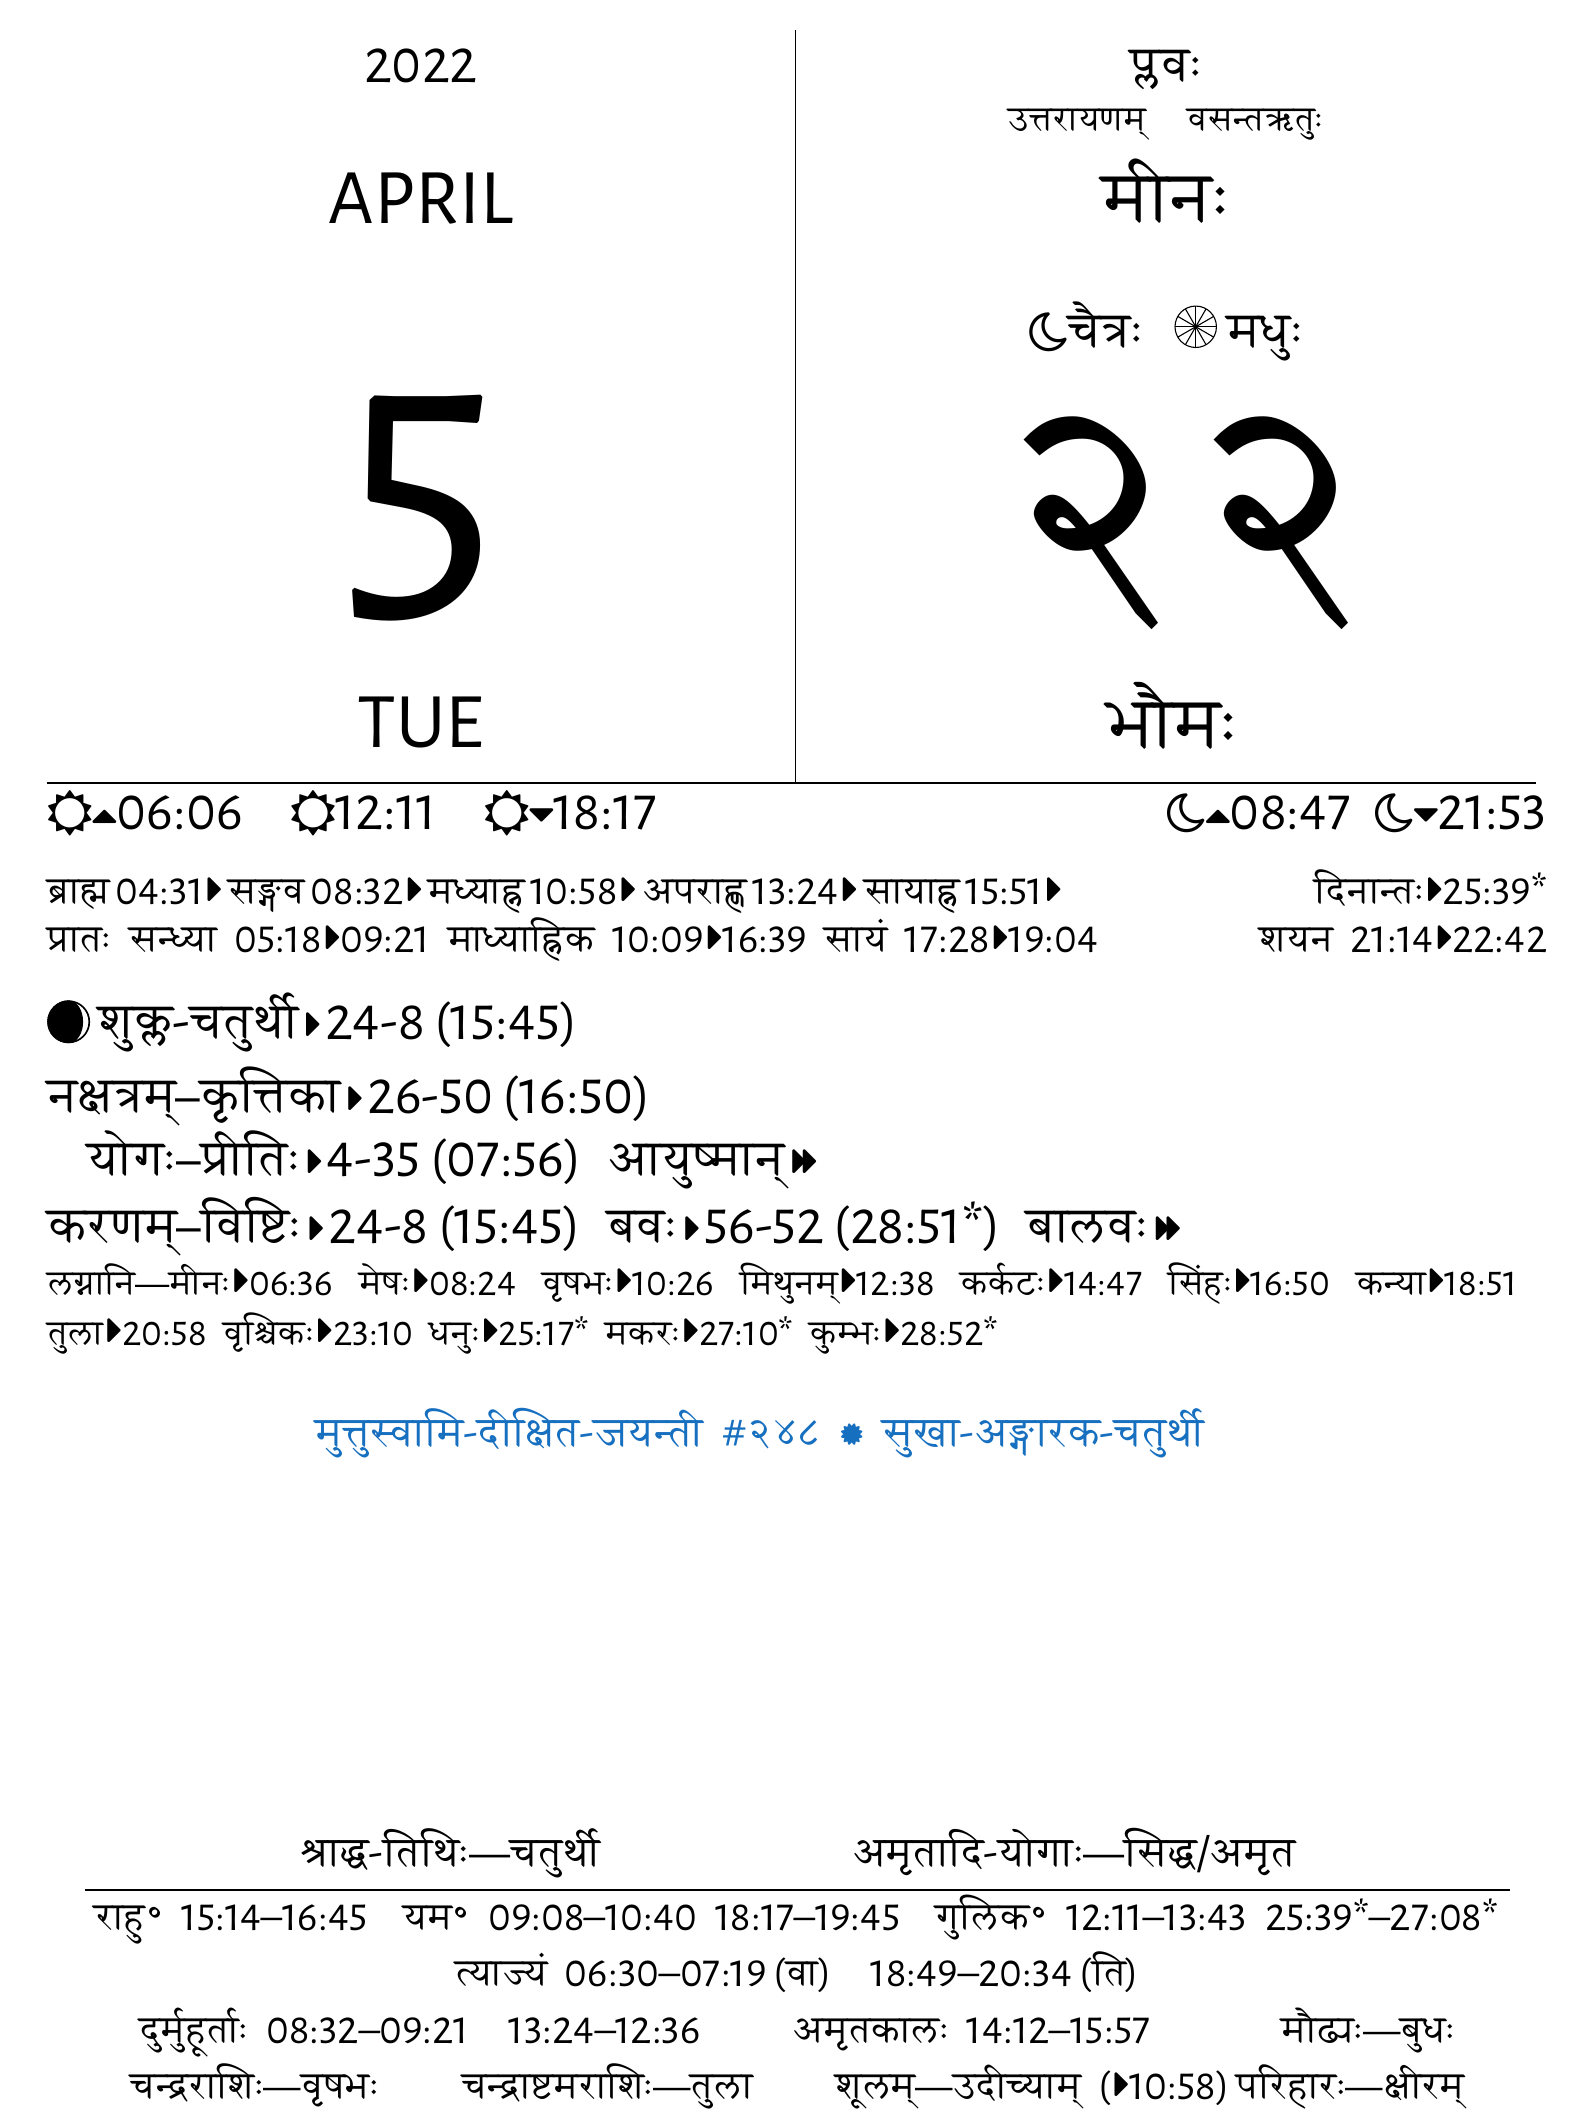 2022
APRIL
5
TUE
प्लवः
उत्तरायणम् वसन्तऋतुः
मीनः
चैत्रः मधुः
२२
भौमः
06:06 12:11 18:17 08:47 21:53
ब्राह्म 04:31 सङ्गव 08:32 मध्याह्न 10:58 अपराह्ण 13:24 सायाह्न 15:51 दिनान्तः 25:39*
प्रातः सन्ध्या 05:18 09:21 माध्याह्निक 10:09 16:39 सायं 17:28 19:04 शयन 21:14 22:42
शुक्ल-चतुर्थी 24-8 (15:45)
नक्षत्रम्–कृत्तिका 26-50 (16:50)
योगः–प्रीतिः 4-35 (07:56) आयुष्मान्
करणम्–विष्टिः 24-8 (15:45) बवः 56-52 (28:51*) बालवः
लग्नानि—मीनः 06:36 मेषः 08:24 वृषभः 10:26 मिथुनम् 12:38 कर्कटः 14:47 सिंहः 16:50 कन्या 18:51
तुला 20:58 वृश्चिकः 23:10 धनुः 25:17* मकरः 27:10* कुम्भः 28:52*
मुत्तुस्वामि-दीक्षित-जयन्ती #२४८ सुखा-अङ्गारक-चतुर्थी
श्राद्ध-तिथिः—चतुर्थी अमृतादि-योगाः—सिद्ध/अमृत
राहु॰ 15:14–16:45 यम॰ 09:08–10:40 18:17–19:45 गुलिक॰ 12:11–13:43 25:39*–27:08*
त्याज्यं 06:30–07:19 (वा) 18:49–20:34 (ति)
दुर्मुहूर्ताः 08:32–09:21 13:24–12:36 अमृतकालः 14:12–15:57 मौढ्यः—बुधः
चन्द्रराशिः—वृषभः चन्द्राष्टमराशिः—तुला शूलम्—उदीच्याम् (10:58) परिहारः—क्षीरम्